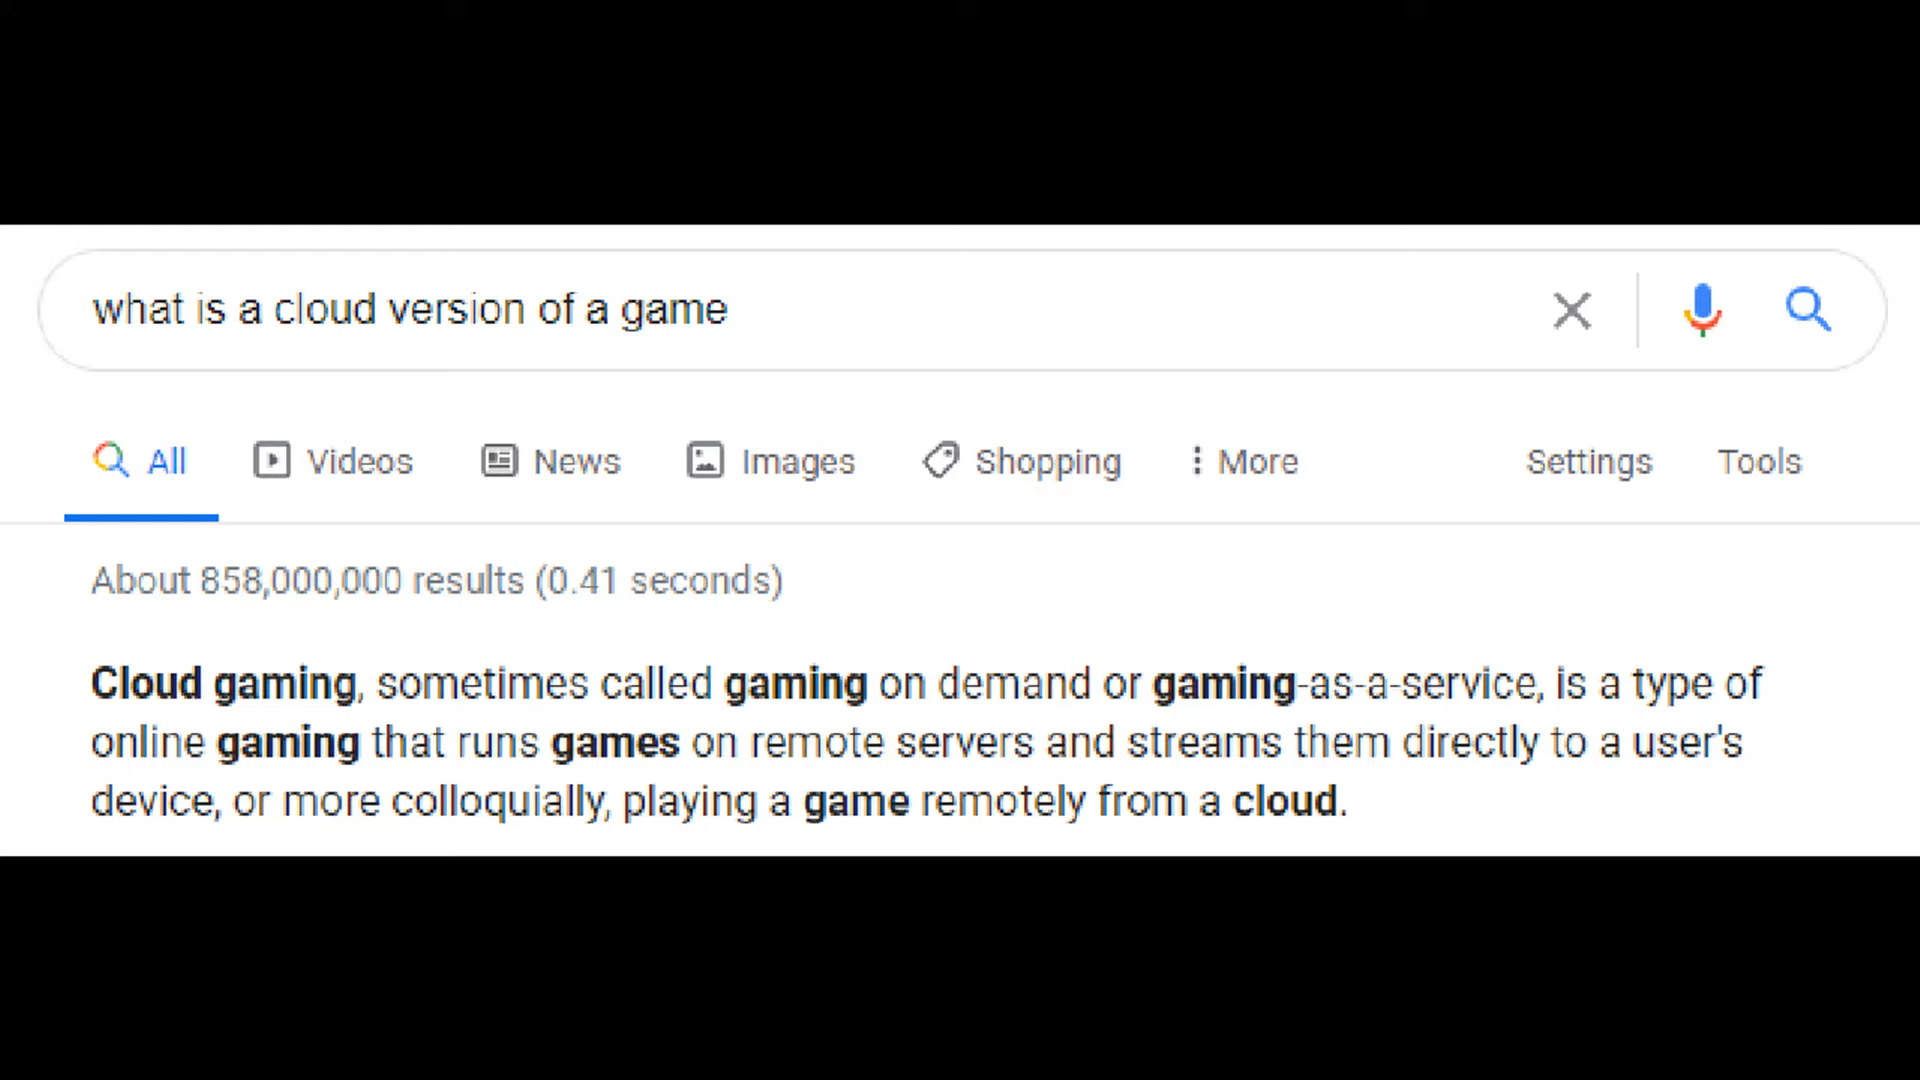 what is a cloud version of a game
All Videos News Images Shopping More Settings Tools
About 858,000,000 results (0.41 seconds)
Cloud gaming, sometimes called gaming on demand or gaming-as-a-service, is a type of
online gaming that runs games on remote servers and streams them directly to a user's
device, or more colloquially, playing a game remotely from a cloud.